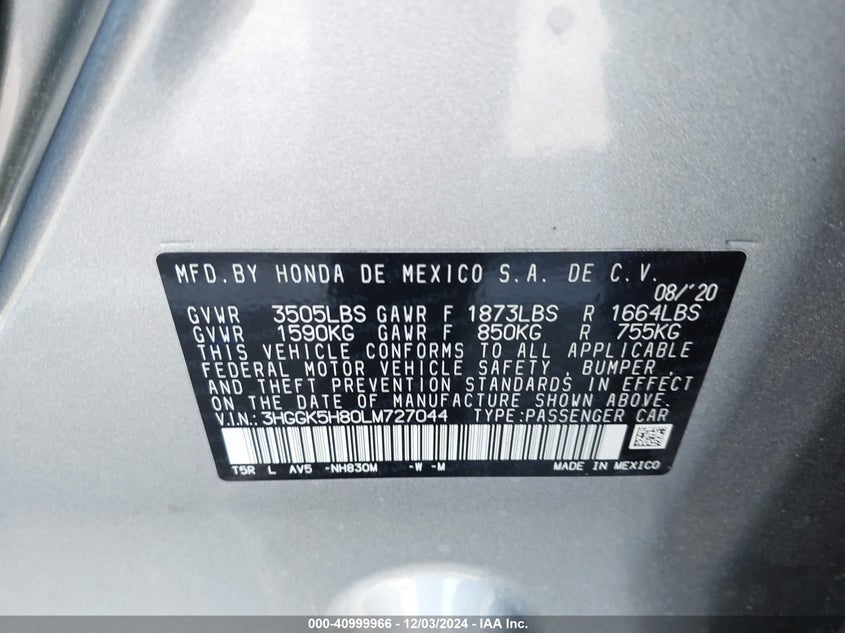 MFD. BY HONDA DE MEXICO S.A. DE C.V.
08/'20
GVWR 3505LBS GAWR F 1873LBS R 1664LBS
GVWR 1590KG GAWR F 850KG R 755KG
THIS VEHICLE CONFORMS TO ALL APPLICABLE
FEDERAL MOTOR VEHICLE SAFETY, BUMPER,
AND THEFT PREVENTION STANDARDS IN EFFECT
ON THE DATE OF MANUFACTURE SHOWN ABOVE.
V.I.N.: 3HGGK5H80LM727044 TYPE:PASSENGER CAR
T5R L AV5 -NH830M -W -M MADE IN MEXICO
000-40999966 - 12/03/2024 - IAA Inc.